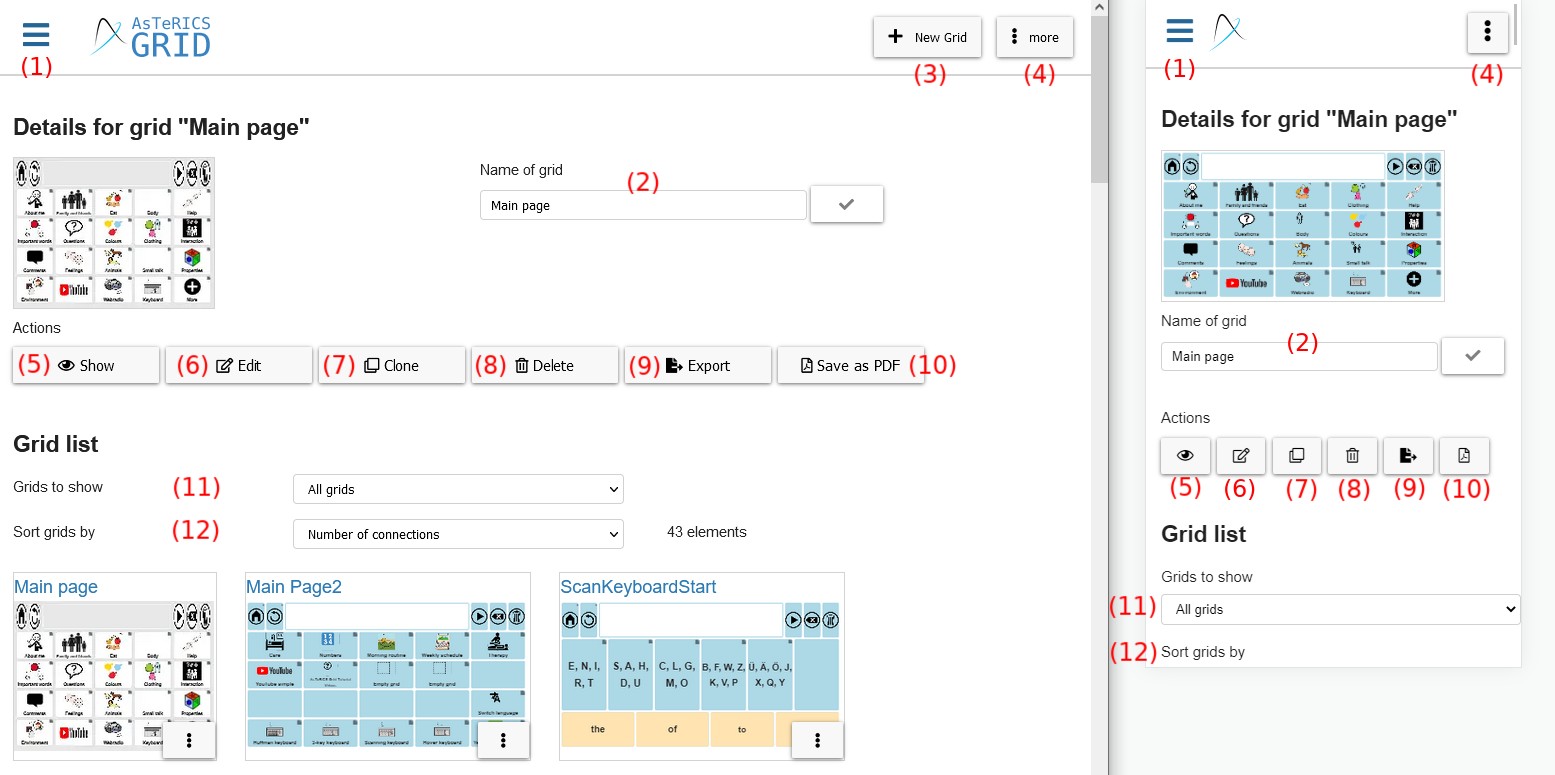 AsTeRICS
GRID
New Grid
more
(1)
(3)
(4)
Details for grid "Main page"
Name of grid
(2)
Main page
About me Family and friends Eat Body Help
Important words Questions Colours Clothing Interaction
Comments Feelings Animals Small talk Properties
Environment YouTube Webradio Keyboard More
Actions
(5) Show
(6) Edit
(7) Clone
(8) Delete
(9) Export
Save as PDF (10)
Grid list
Grids to show (11) All grids
Sort grids by (12) Number of connections 43 elements
Main page
About me Family and friends Eat Body Help
Important words Questions Colours Clothing Interaction
Comments Feelings Animals Small talk Properties
Environment YouTube Webradio
Main Page2
Care Numbers Morning routine Weekly schedule Therapy
YouTube
YouTube simple Empty grid Empty grid
Switch language
Huffman keyboard 2-key keyboard Scanning keyboard Hover keyboard
ScanKeyboardStart
E, N, I,
R, T
S, A, H,
D, U
C, L, G,
M, O
B, F, W, Z,
K, V, P
Ü, Ä, Ö, J,
X, Q, Y
the of to
(1)
(4)
Details for grid "Main page"
About me Family and friends Eat Clothing Help
Important words Questions Body Colours Interaction
Comments Feelings Animals Small talk Properties
Environment YouTube Webradio Keyboard More
Name of grid
(2)
Main page
Actions
(5) (6) (7) (8) (9) (10)
Grid list
Grids to show
(11) All grids
(12) Sort grids by